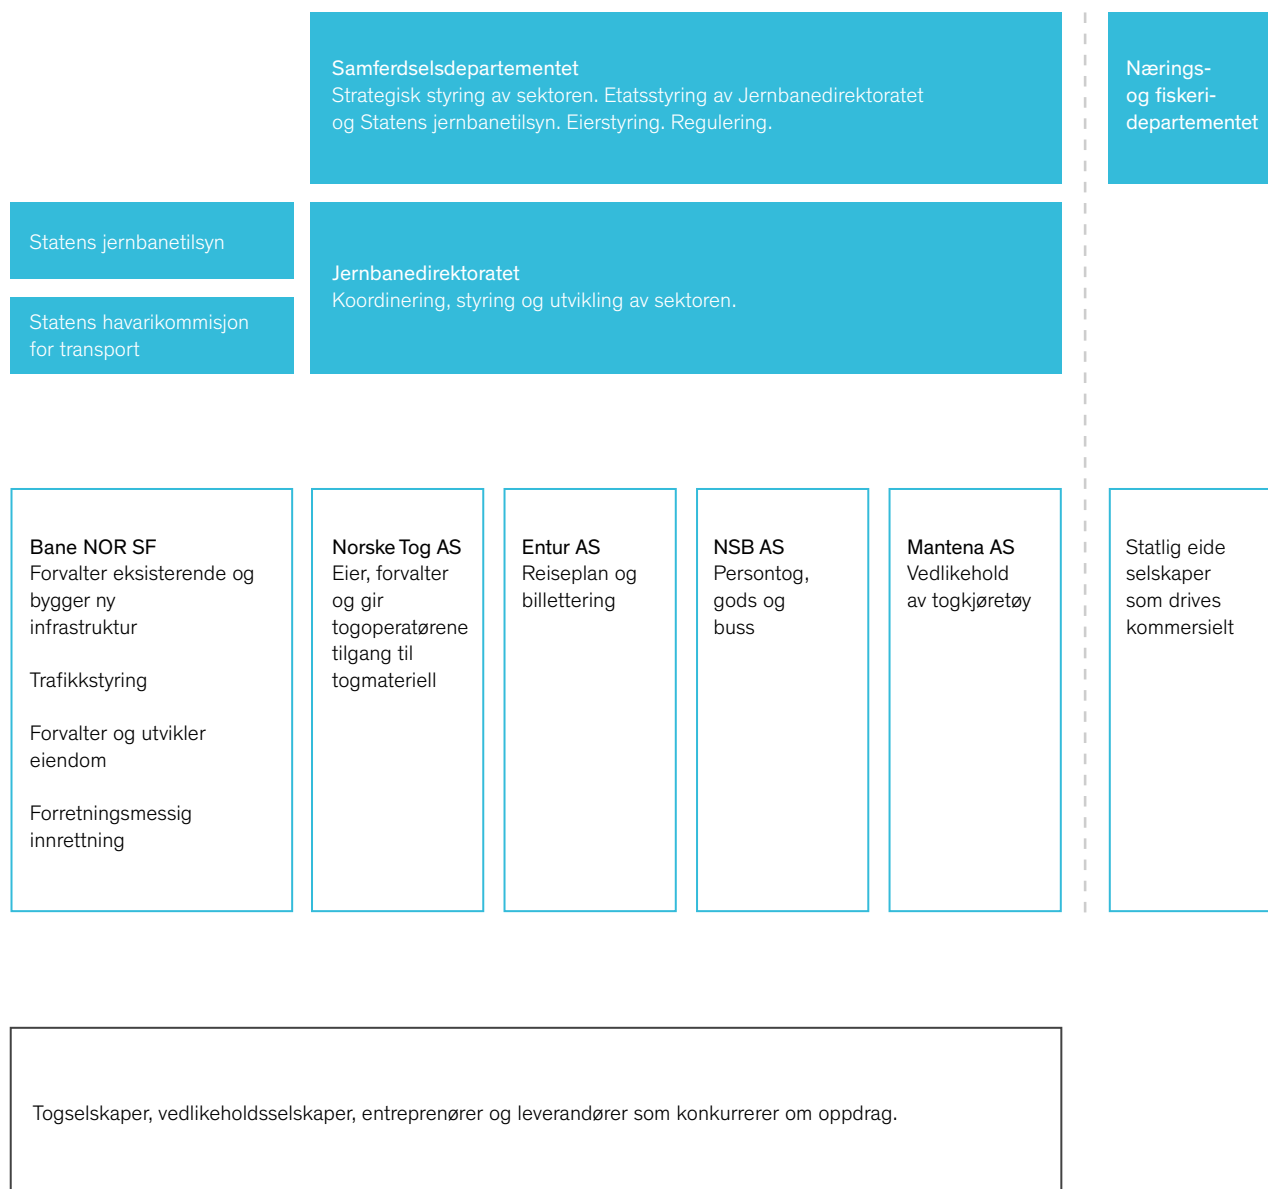 Samferdselsdepartementet
Strategisk styring av sektoren. Etatsstyring av Jernbanedirektoratet
og Statens jernbanetilsyn. Eierstyring. Regulering.
Nærings-
og fiskeri-
departementet
Statens jernbanetilsyn
Statens havarikommisjon
for transport
Jernbanedirektoratet
Koordinering, styring og utvikling av sektoren.
Bane NOR SF
Forvalter eksisterende og
bygger ny
infrastruktur
Trafikkstyring
Forvalter og utvikler
eiendom
Forretningsmessig
innrettning
Norske Tog AS
Eier, forvalter
og gir
togoperatørene
tilgang til
togmateriell
Entur AS
Reiseplan og
billettering
NSB AS
Persontog,
gods og
buss
Mantena AS
Vedlikehold
av togkjøretøy
Statlig eide
selskaper
som drives
kommersielt
Togselskaper, vedlikeholdsselskaper, entreprenører og leverandører som konkurrerer om oppdrag.